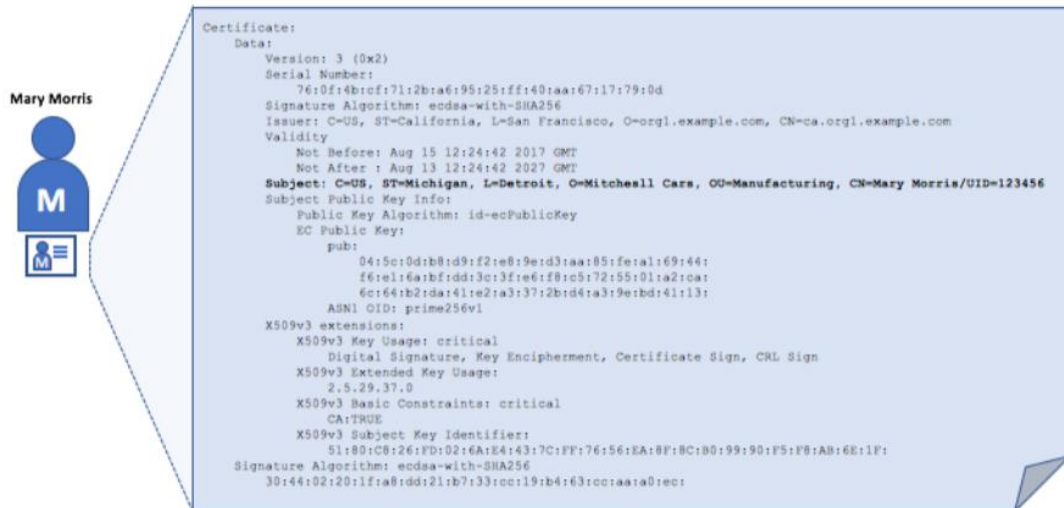 Mary Morris
M
M
Certificate:
Data:
Version: 3 (0x2)
Serial Number:
76:0f:4b:cf:71:2b:a6:95:25:ff:40:aa:67:17:79:0d
Signature Algorithm: ecdsa-with-SHA256
Issuer: C=US, ST=California, L=San Francisco, O=org1.example.com, CN=ca.org1.example.com
Validity
Not Before: Aug 15 12:24:42 2017 GMT
Not After : Aug 13 12:24:42 2027 GMT
Subject: C=US, ST=Michigan, L=Detroit, O=Mitchesll Cars, OU=Manufacturing, CN=Mary Morris/UID=123456
Subject Public Key Info:
Public Key Algorithm: id-ecPublicKey
EC Public Key:
pub:
04:5c:0d:b8:d9:f2:e8:9e:d3:aa:85:fe:a1:69:44:
f6:e1:6a:bf:dd:3c:3f:e6:f8:c5:72:55:01:a2:ca:
6c:64:b2:da:41:e2:a3:37:2b:d4:a3:9e:bd:41:13:
ASN1 OID: prime256v1
X509v3 extensions:
X509v3 Key Usage: critical
Digital Signature, Key Encipherment, Certificate Sign, CRL Sign
X509v3 Extended Key Usage:
2.5.29.37.0
X509v3 Basic Constraints: critical
CA:TRUE
X509v3 Subject Key Identifier:
51:80:C8:26:FD:02:6A:E4:43:7C:FF:76:56:EA:8F:8C:B0:99:90:F5:F8:AB:6E:1F:
Signature Algorithm: ecdsa-with-SHA256
30:44:02:20:1f:a8:dd:21:b7:33:cc:19:b4:63:cc:aa:a0:ec: